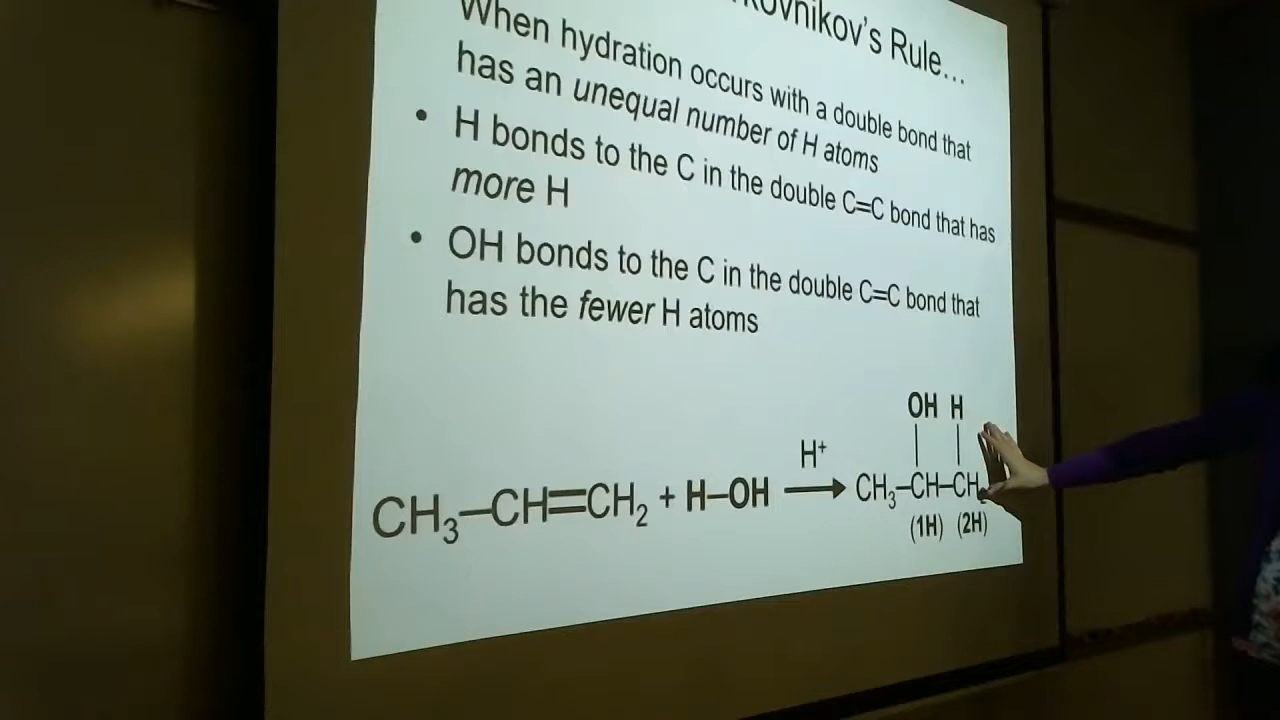 Rule...
When hydration occurs with a double bond that
has an unequal number of H atoms
• H bonds to the C in the double C=C bond that has
more H
• OH bonds to the C in the double C=C bond that
has the fewer H atoms
OH H
H⁺
CH₃–CH=CH₂ + H–OH ⟶ CH₃–CH–CH₂
(1H) (2H)